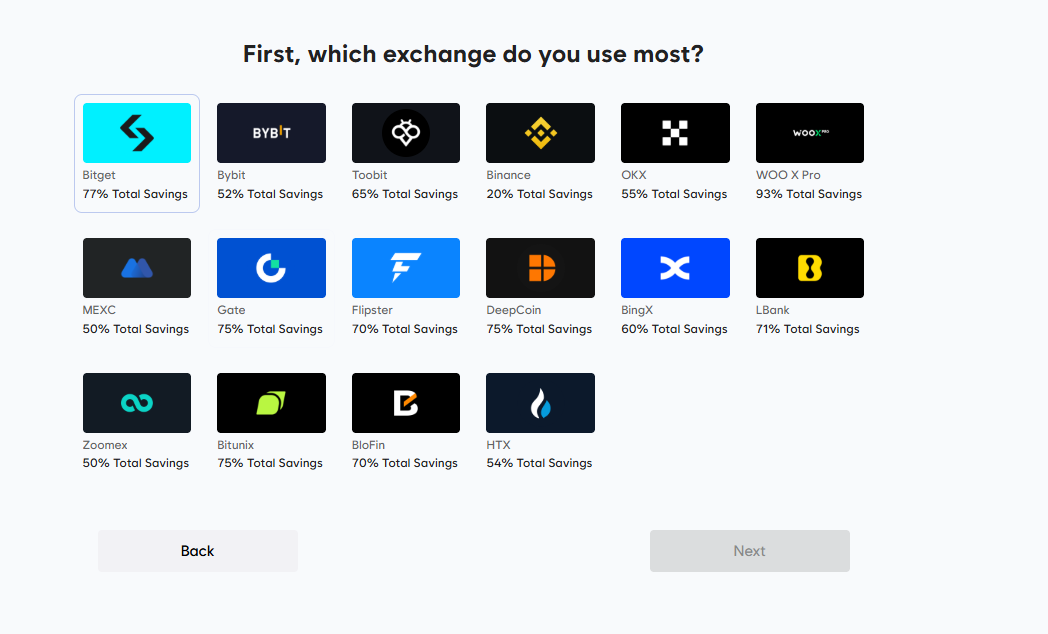 First, which exchange do you use most?
BYBIT
WOOX PRO
Bitget
Bybit
Toobit
Binance
OKX
WOO X Pro
77% Total Savings
52% Total Savings
65% Total Savings
20% Total Savings
55% Total Savings
93% Total Savings
MEXC
Gate
Flipster
DeepCoin
BingX
LBank
50% Total Savings
75% Total Savings
70% Total Savings
75% Total Savings
60% Total Savings
71% Total Savings
Zoomex
Bitunix
BloFin
HTX
50% Total Savings
75% Total Savings
70% Total Savings
54% Total Savings
Back
Next